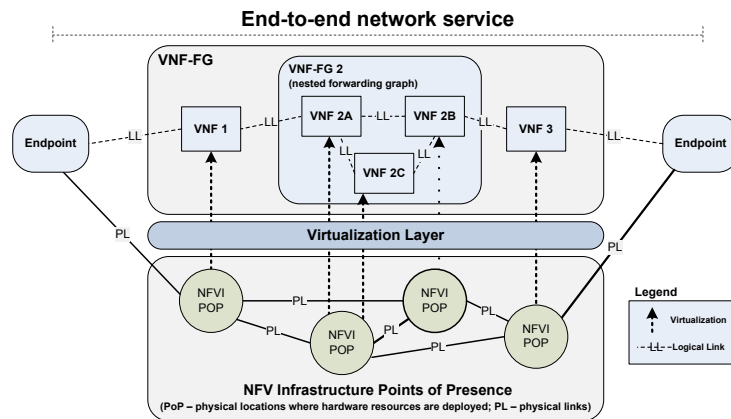 End-to-end network service
VNF-FG
VNF-FG 2
(nested forwarding graph)
Endpoint
LL
VNF 1
LL
VNF 2A
LL
VNF 2B
LL
VNF 3
LL
Endpoint
LL
LL
VNF 2C
PL
Virtualization Layer
PL
NFVI
POP
PL
NFVI
POP
PL
PL
NFVI
POP
PL
PL
NFVI
POP
NFV Infrastructure Points of Presence
(PoP – physical locations where hardware resources are deployed; PL – physical links)
Legend
Virtualization
LL
Logical Link